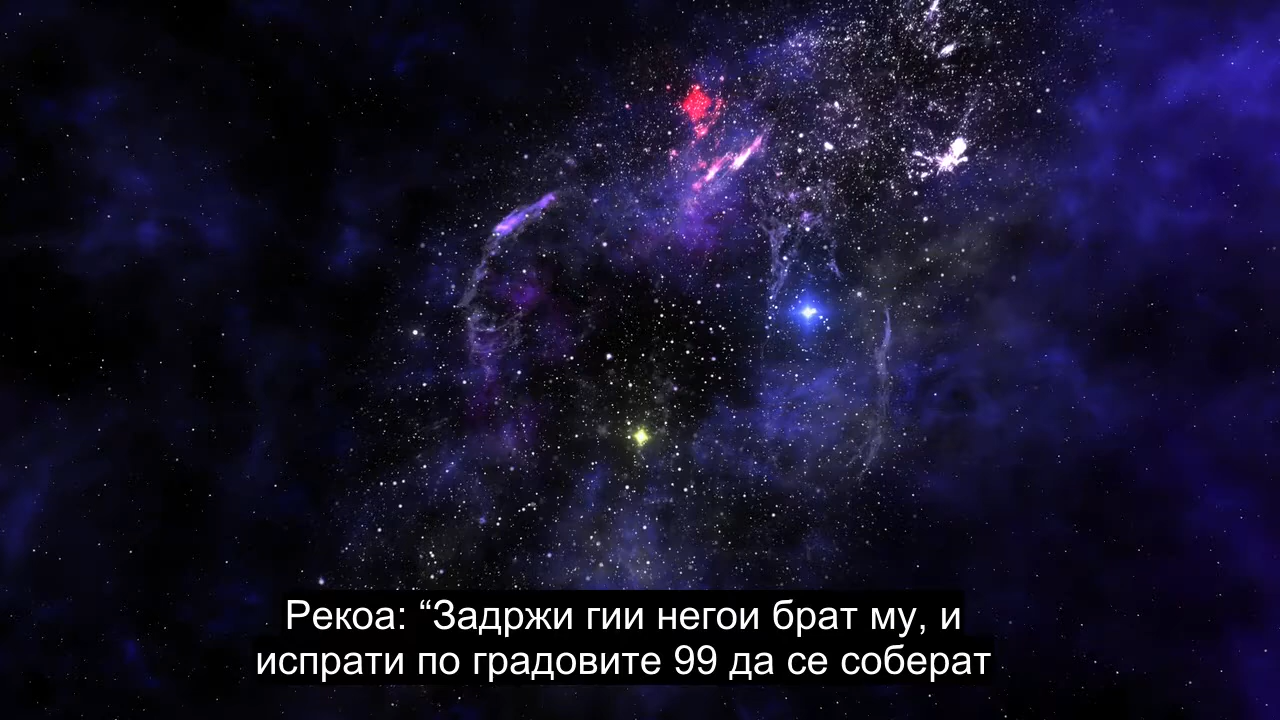 Рекоа: “Задржи гии негои брат му, и
испрати по градовите 99 да се соберат